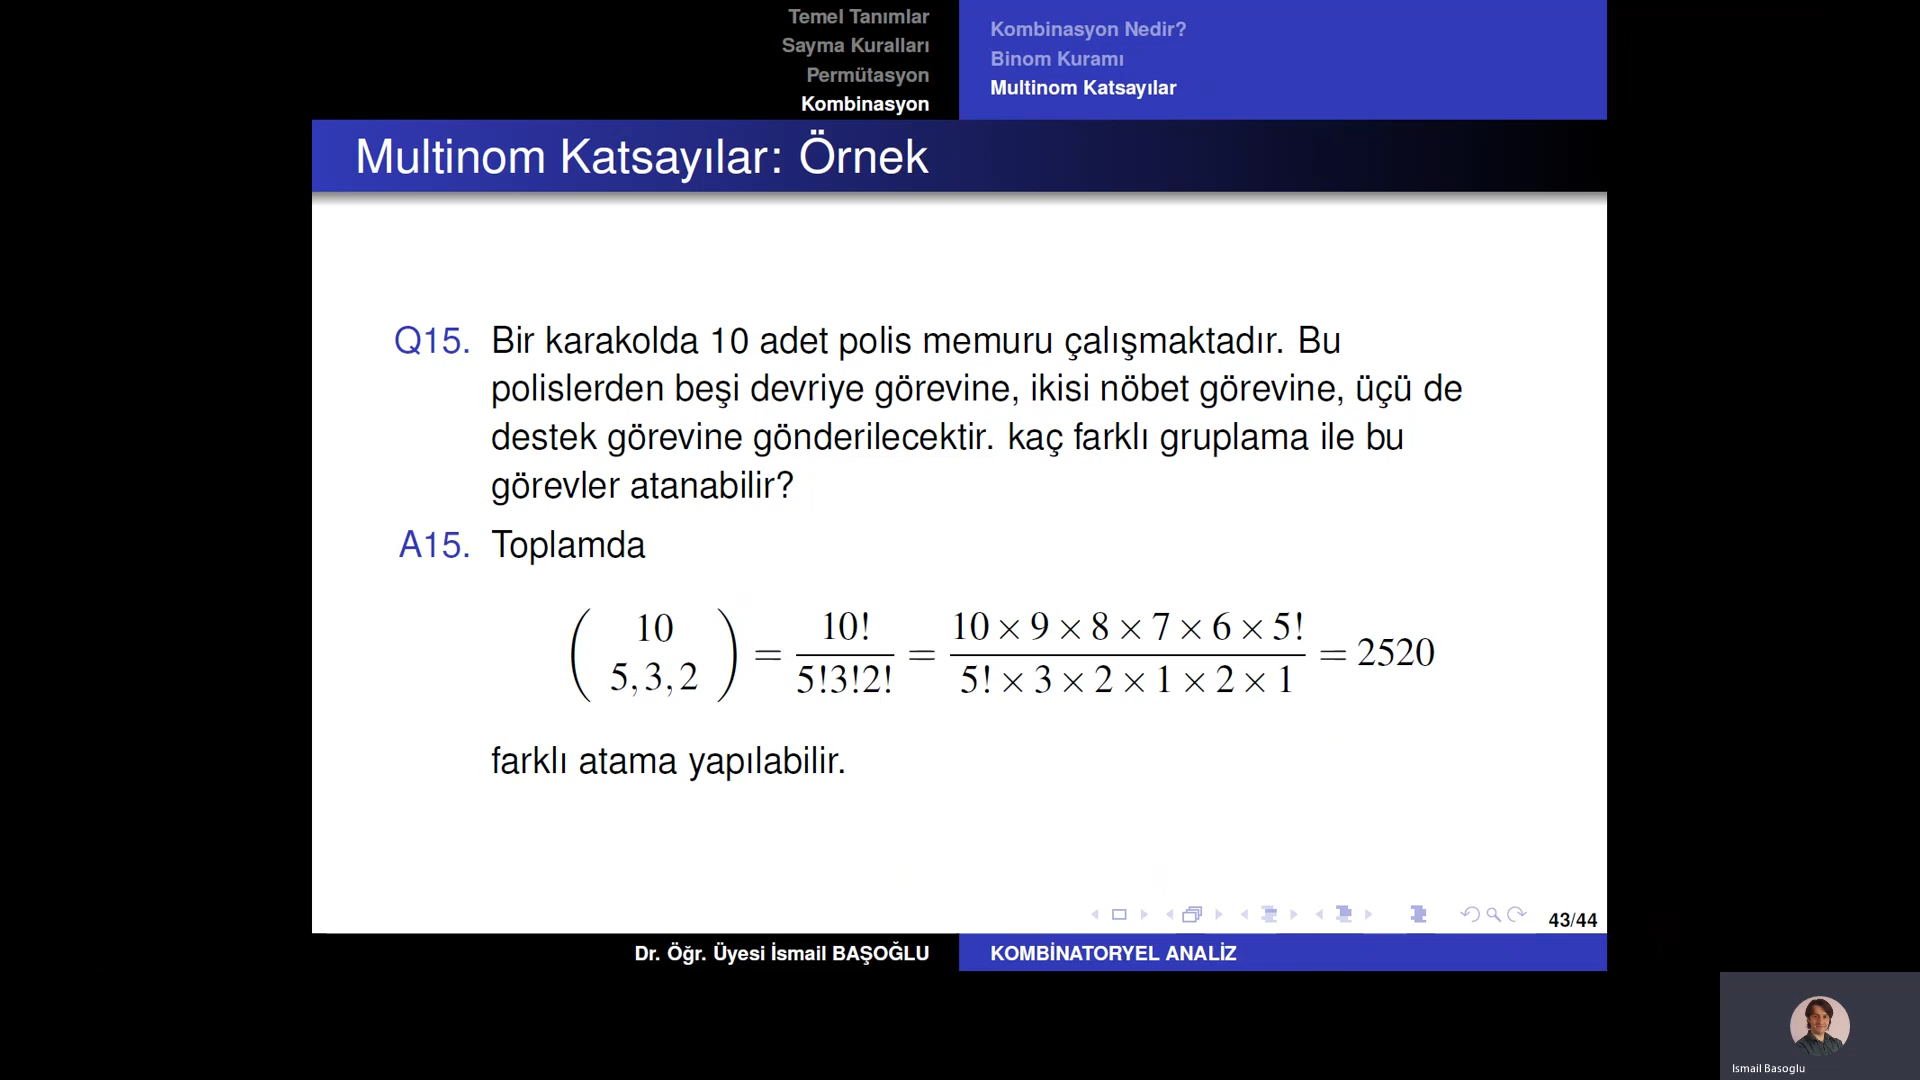 Temel Tanımlar
Sayma Kuralları
Permütasyon
Kombinasyon
Kombinasyon Nedir?
Binom Kuramı
Multinom Katsayılar
Multinom Katsayılar: Örnek
Q15. Bir karakolda 10 adet polis memuru çalışmaktadır. Bu
polislerden beşi devriye görevine, ikisi nöbet görevine, üçü de
destek görevine gönderilecektir. kaç farklı gruplama ile bu
görevler atanabilir?
A15. Toplamda
( 10 5,3,2 ) = 10! / 5!3!2! = 10 × 9 × 8 × 7 × 6 × 5! / 5! × 3 × 2 × 1 × 2 × 1 = 2520
farklı atama yapılabilir.
43/44
Dr. Öğr. Üyesi İsmail BAŞOĞLU
KOMBİNATORYEL ANALİZ
Ismail Basoglu